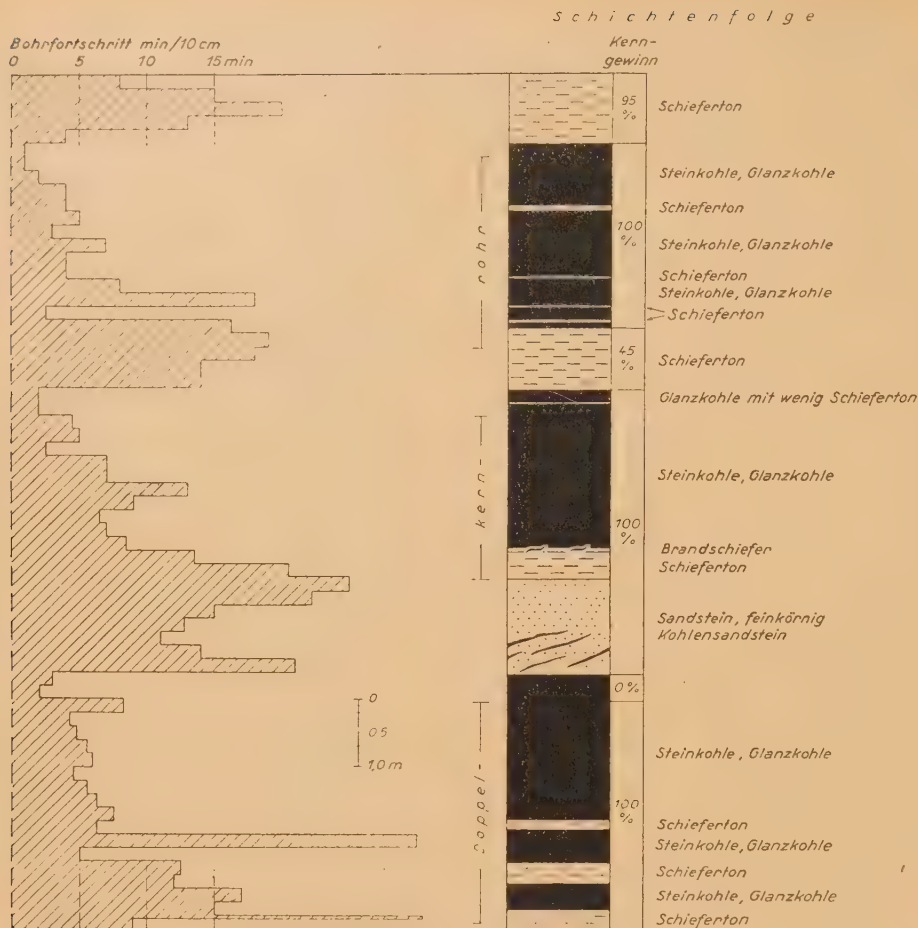 Schichtenfolge
Bohrfortschritt min/10 cm
0 5 10 15 min
Kern-
gewinn
95
%
Schieferton
Steinkohle, Glanzkohle
Schieferton
100
%
Steinkohle, Glanzkohle
Schieferton
Steinkohle, Glanzkohle
Schieferton
rohr
45
%
Schieferton
Glanzkohle mit wenig Schieferton
kern-
Steinkohle, Glanzkohle
100
%
Brandschiefer
Schieferton
Sandstein, feinkörnig
Kohlensandstein
0%
0
0,5
1,0 m
Steinkohle, Glanzkohle
100
%
Schieferton
Steinkohle, Glanzkohle
Schieferton
Steinkohle, Glanzkohle
Schieferton